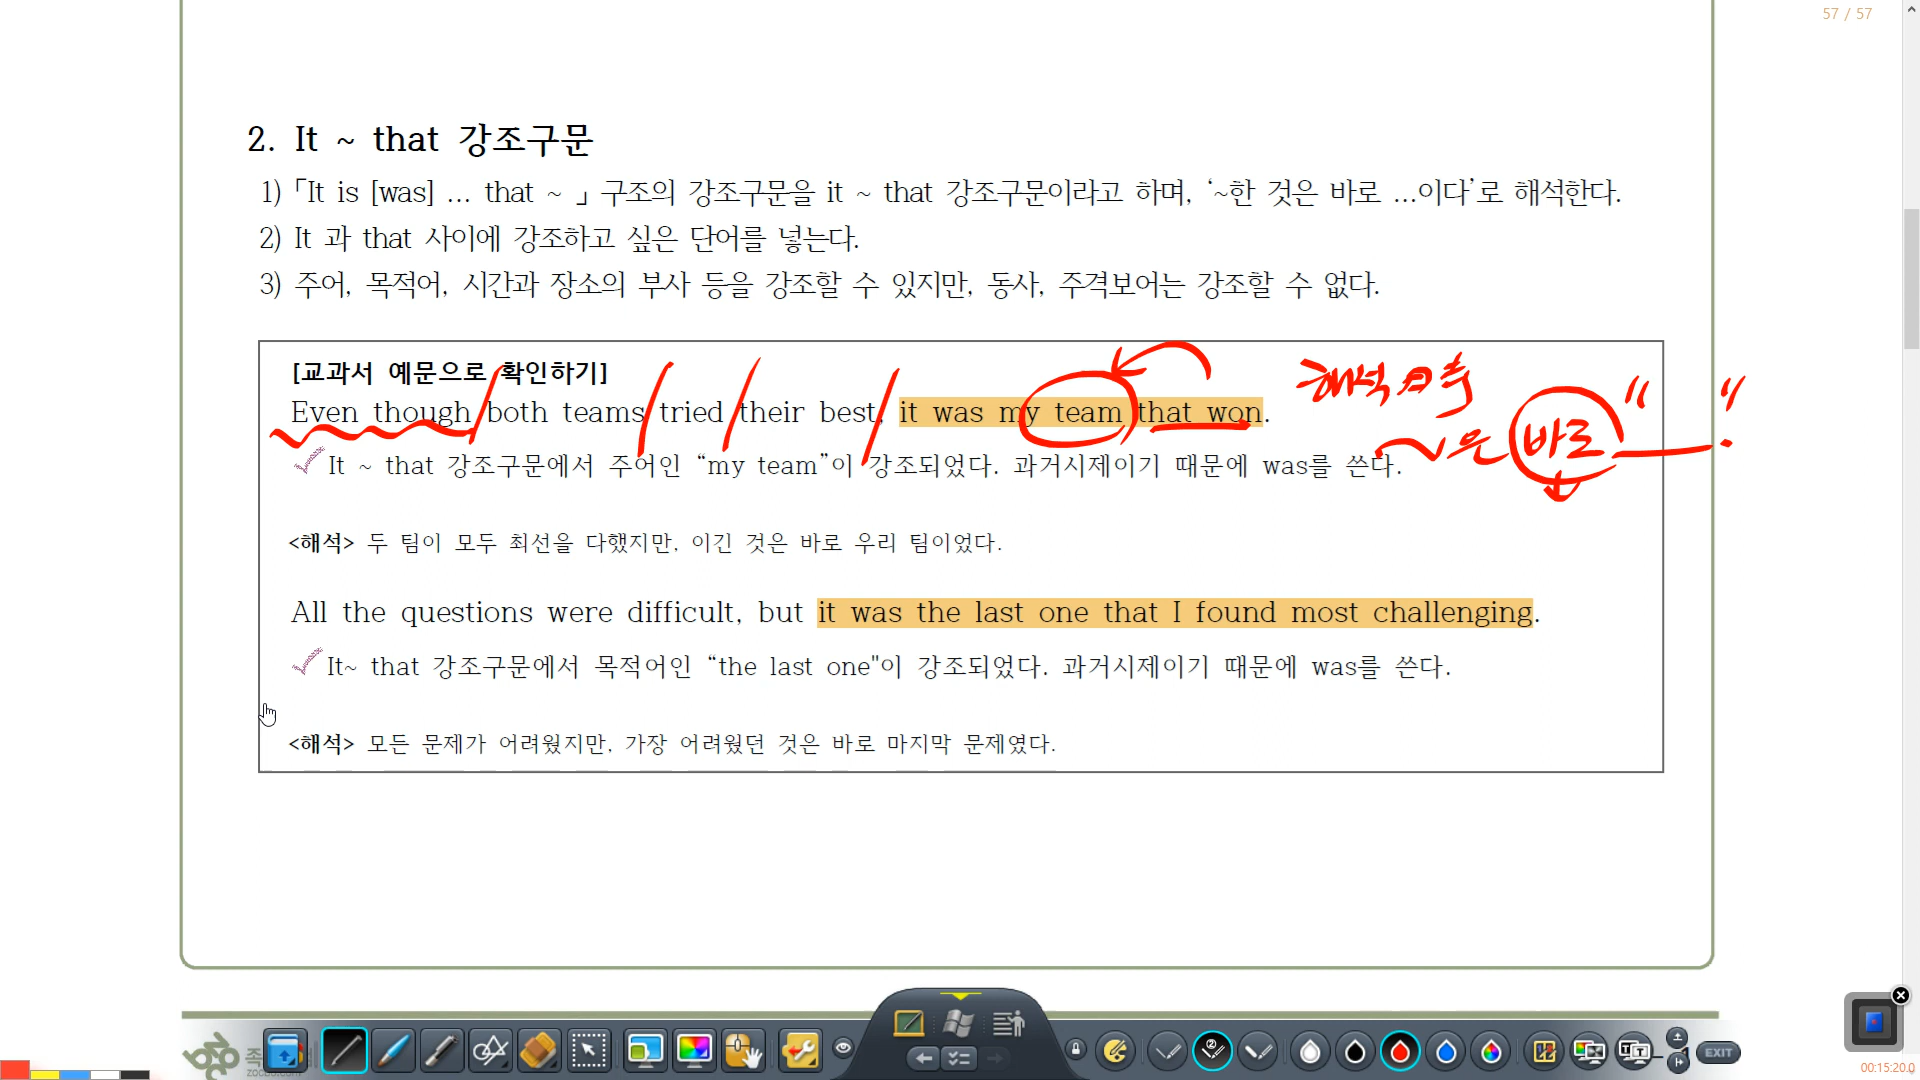 57 / 57
2. It ~ that 강조구문
1) ｢It is [was] … that ~ ｣ 구조의 강조구문을 it ~ that 강조구문이라고 하며, ‘~한 것은 바로 …이다’로 해석한다.
2) It 과 that 사이에 강조하고 싶은 단어를 넣는다.
3) 주어, 목적어, 시간과 장소의 부사 등을 강조할 수 있지만, 동사, 주격보어는 강조할 수 없다.
[교과서 예문으로 확인하기]
해석
Even though both teams tried their best, it was my team that won.
~은 바로 " "
It ~ that 강조구문에서 주어인 “my team”이 강조되었다. 과거시제이기 때문에 was를 쓴다.
<해석> 두 팀이 모두 최선을 다했지만, 이긴 것은 바로 우리 팀이었다.
All the questions were difficult, but it was the last one that I found most challenging.
It~ that 강조구문에서 목적어인 “the last one"이 강조되었다. 과거시제이기 때문에 was를 쓴다.
<해석> 모든 문제가 어려웠지만, 가장 어려웠던 것은 바로 마지막 문제였다.
EXIT
00:15:20.0